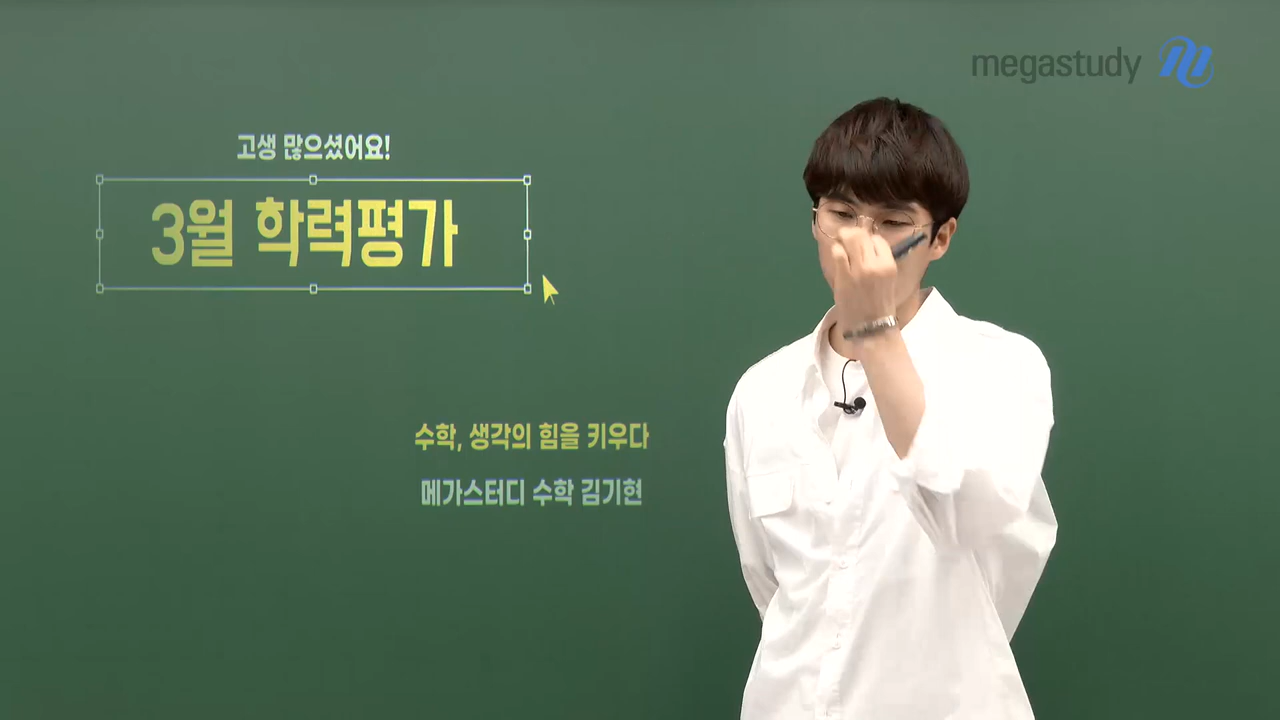 megastudy
고생 많으셨어요!
3월 학력평가
수학, 생각의 힘을 키우다
메가스터디 수학 김기현